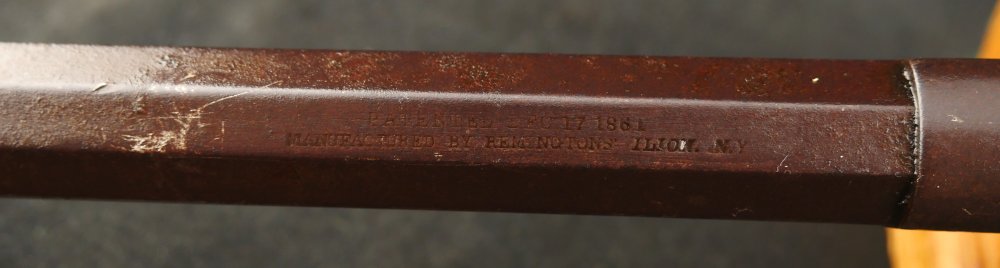 PATENTED DEC 17 1861
MANUFACTURED BY REMINGTONS' ILION. N.Y